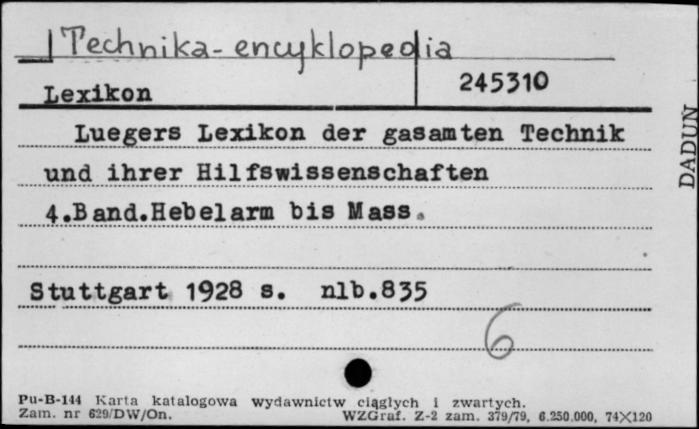 Technika-encyklopedia
Lexikon 245310
Luegers Lexikon der gasamten Technik
und ihrer Hilfswissenschaften
4.Band.Hebelarm bis Mass.
Stuttgart 1928 s. nlb.835
6
Pu-B-144 Karta katalogowa wydawnictw ciągłych i zwartych.
Zam. nr 629/DW/On. WZGraf. Z-2 zam. 379/79, 6.250.000, 74X120
DADUN